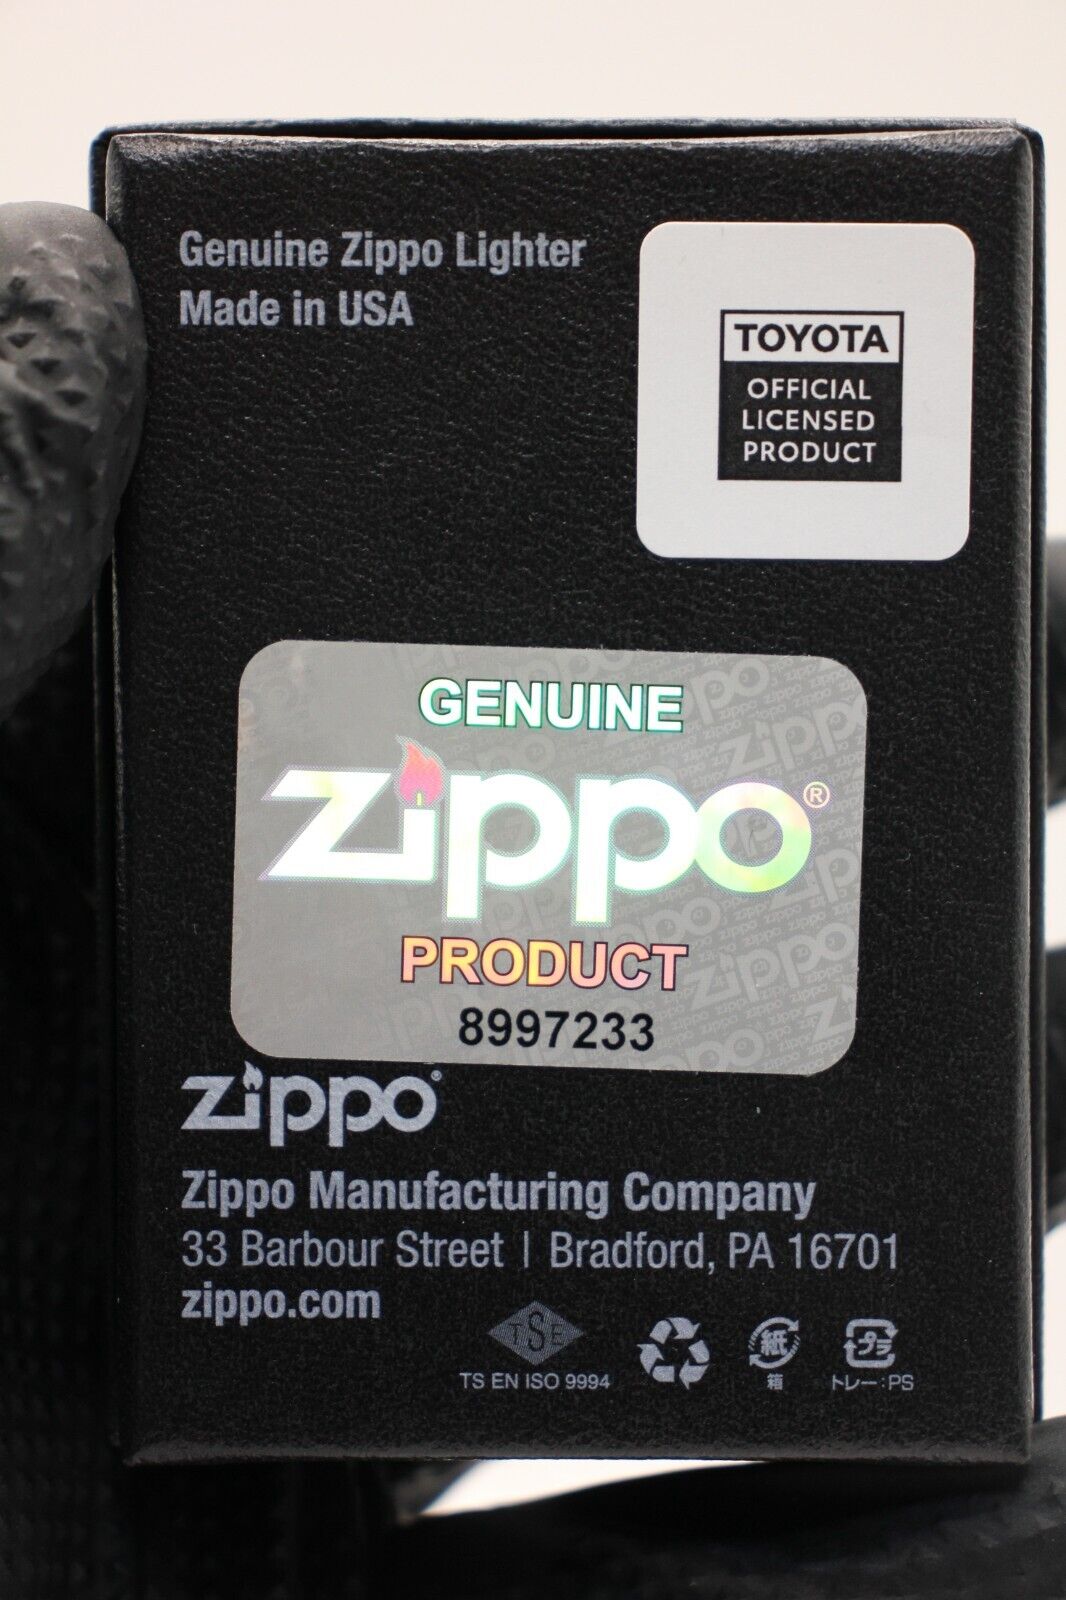 Genuine Zippo Lighter
Made in USA
TOYOTA
OFFICIAL
LICENSED
PRODUCT
GENUINE
zippo®
PRODUCT
8997233
zippo®
Zippo Manufacturing Company
33 Barbour Street | Bradford, PA 16701
zippo.com
TSE
TS EN ISO 9994
紙
箱
プラ
トレー:PS